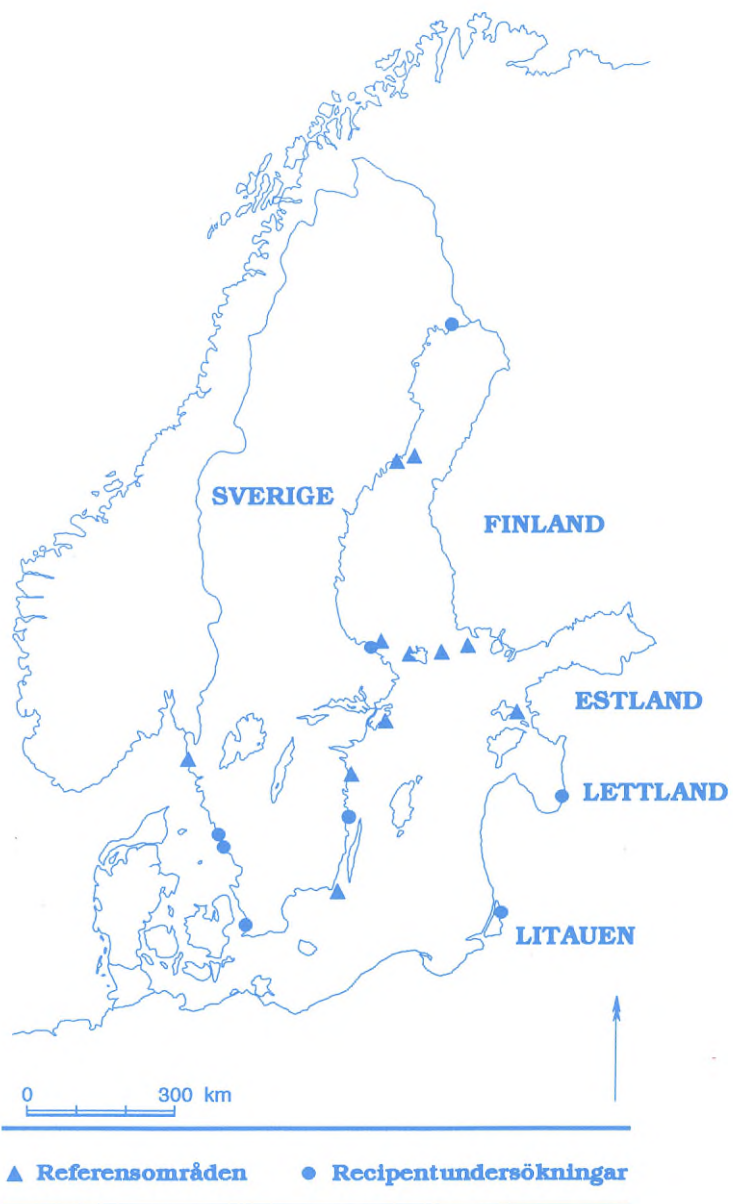 SVERIGE
FINLAND
ESTLAND
LETTLAND
LITAUEN
0 300 km
▲ Referensområden ● Recipentundersökningar